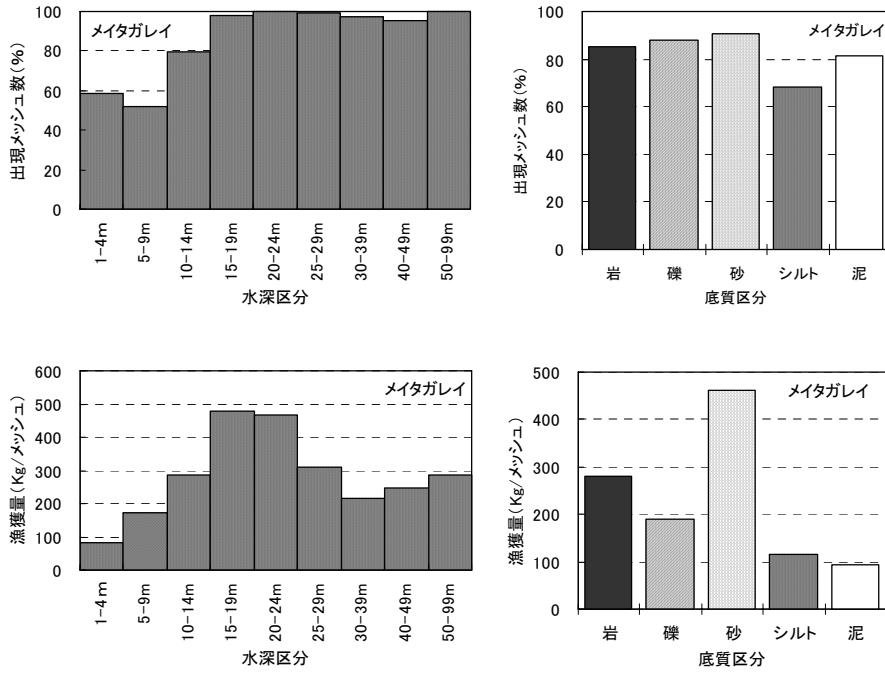 メイタガレイ
出現メッシュ数(%)
100
80
60
40
20
0
1-4m
5-9m
10-14m
15-19m
20-24m
25-29m
30-39m
40-49m
50-99m
水深区分
メイタガレイ
出現メッシュ数(%)
100
80
60
40
20
0
岩 礫 砂 シルト 泥
底質区分
メイタガレイ
漁獲量(Kg/メッシュ)
600
500
400
300
200
100
0
1-4m
5-9m
10-14m
15-19m
20-24m
25-29m
30-39m
40-49m
50-99m
水深区分
メイタガレイ
漁獲量(Kg/メッシュ)
500
400
300
200
100
0
岩 礫 砂 シルト 泥
底質区分